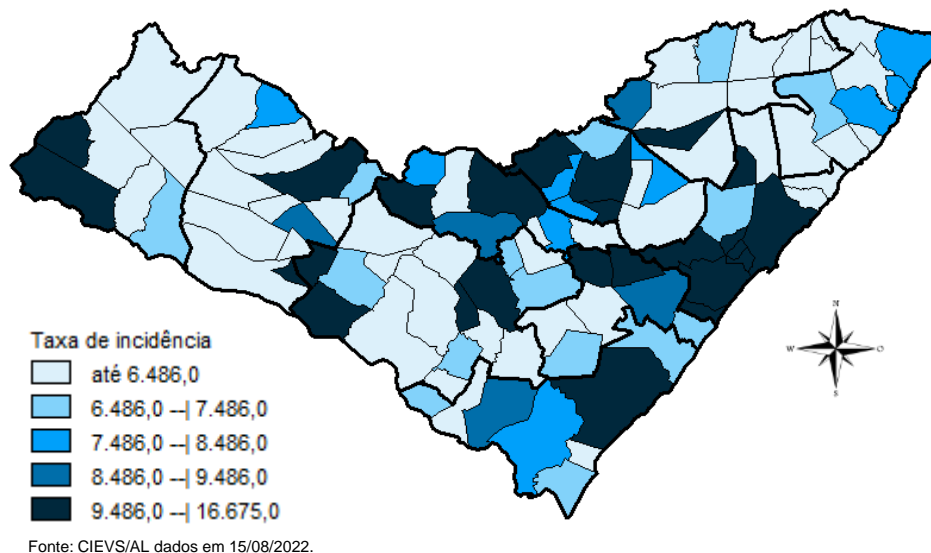 N
W
O
S
Taxa de incidência
até 6.486,0
6.486,0 --| 7.486,0
7.486,0 --| 8.486,0
8.486,0 --| 9.486,0
9.486,0 --| 16.675,0
Fonte: CIEVS/AL dados em 15/08/2022.